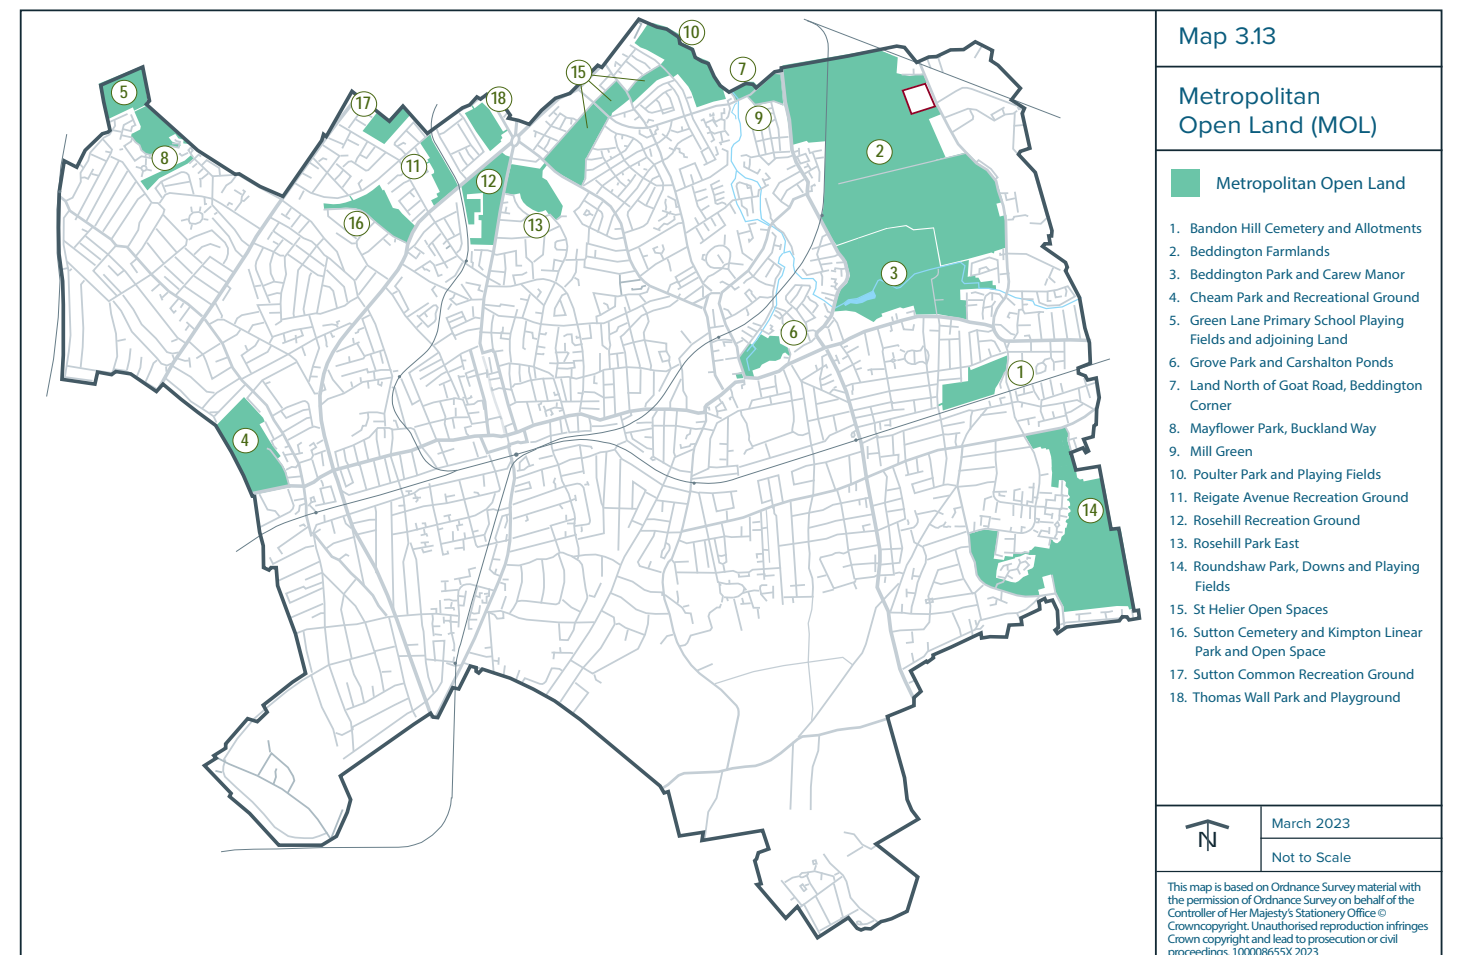 Map 3.13
Metropolitan
Open Land (MOL)
Metropolitan Open Land
1. Bandon Hill Cemetery and Allotments
2. Beddington Farmlands
3. Beddington Park and Carew Manor
4. Cheam Park and Recreational Ground
5. Green Lane Primary School Playing
Fields and adjoining Land
6. Grove Park and Carshalton Ponds
7. Land North of Goat Road, Beddington
Corner
8. Mayflower Park, Buckland Way
9. Mill Green
10. Poulter Park and Playing Fields
11. Reigate Avenue Recreation Ground
12. Rosehill Recreation Ground
13. Rosehill Park East
14. Roundshaw Park, Downs and Playing
Fields
15. St Helier Open Spaces
16. Sutton Cemetery and Kimpton Linear
Park and Open Space
17. Sutton Common Recreation Ground
18. Thomas Wall Park and Playground
N
March 2023
Not to Scale
This map is based on Ordnance Survey material with
the permission of Ordnance Survey on behalf of the
Controller of Her Majesty's Stationery Office ©
Crowncopyright. Unauthorised reproduction infringes
Crown copyright and lead to prosecution or civil
proceedings. 100008655X 2023
10
15
7
5
17
18
9
8
11
2
12
16
13
3
6
1
4
14